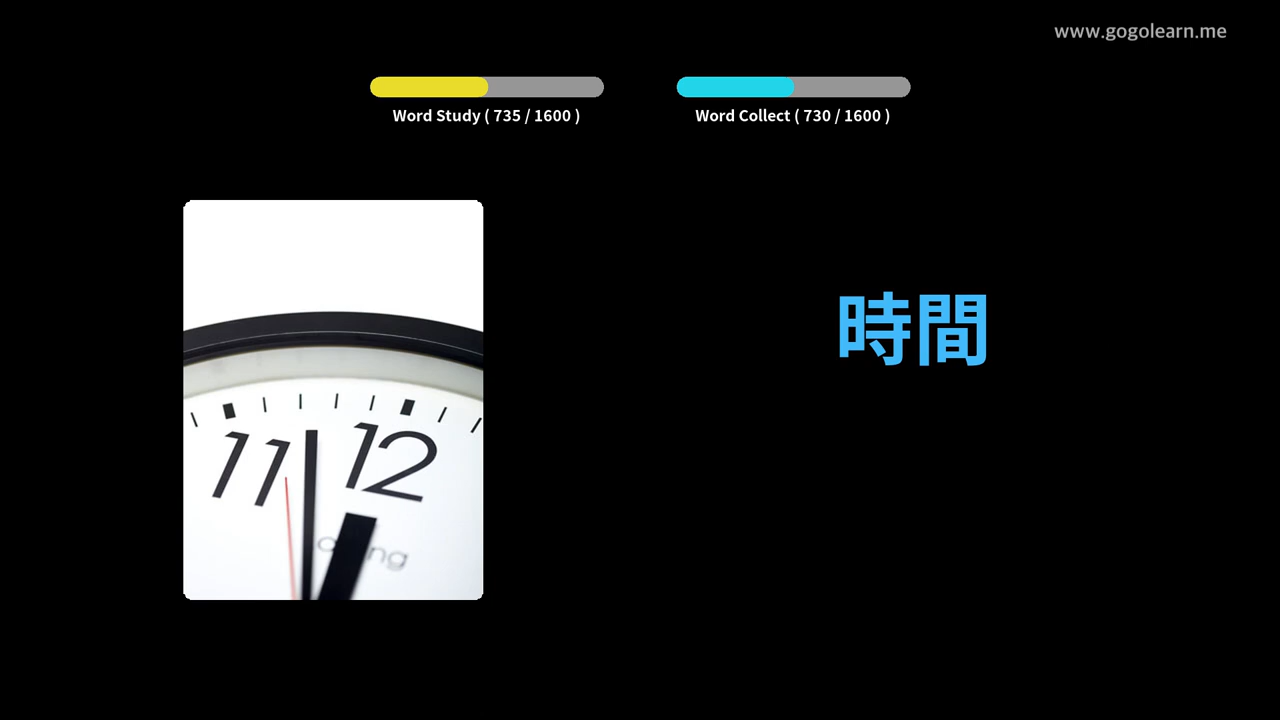 www.gogolearn.me
Word Study ( 735 / 1600 )
Word Collect ( 730 / 1600 )
時間
11
12